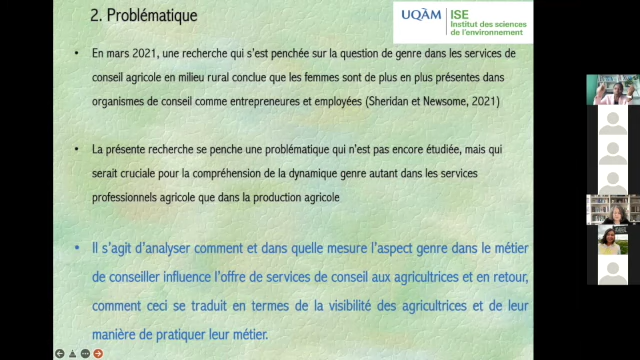 2. Problématique
UQÀM ISE
Institut des sciences
de l'environnement
• En mars 2021, une recherche qui s'est penchée sur la question de genre dans les services de
conseil agricole en milieu rural conclue que les femmes sont de plus en plus présentes dans
organismes de conseil comme entrepreneures et employées (Sheridan et Newsome, 2021)
• La présente recherche se penche une problématique qui n'est pas encore étudiée, mais qui
serait cruciale pour la compréhension de la dynamique genre autant dans les services
professionnels agricole que dans la production agricole
• Il s'agit d'analyser comment et dans quelle mesure l'aspect genre dans le métier
de conseiller influence l'offre de services de conseil aux agricultrices et en retour,
comment ceci se traduit en termes de la visibilité des agricultrices et de leur
manière de pratiquer leur métier.